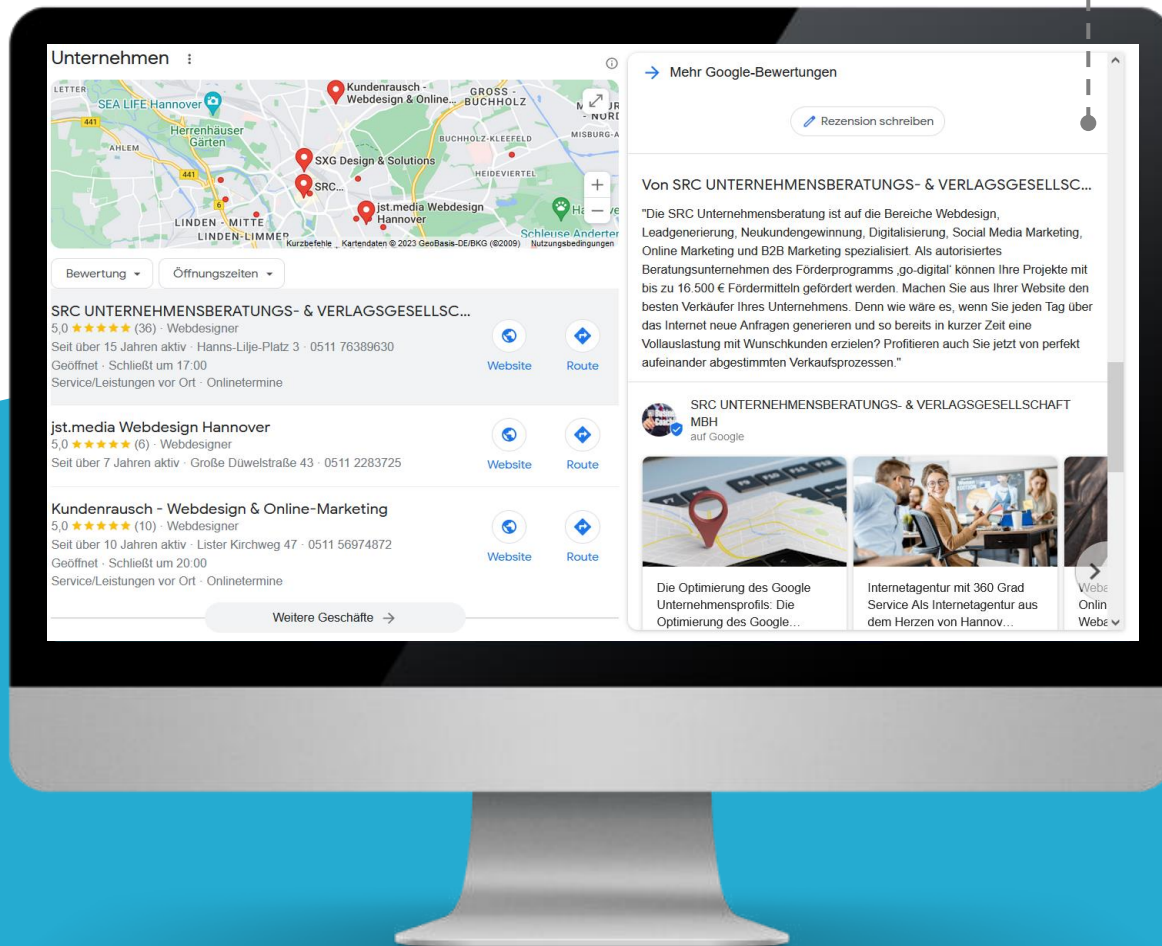 Unternehmen
LETTER
SEA LIFE Hannover
441
Herrenhäuser
Gärten
AHLEM
Kundenrausch -
Webdesign & Online...
GROSS -
BUCHHOLZ
BUCHHOLZ-KLEEFELD
MISBURG-A
SXG Design & Solutions
HEIDEVIERTEL
441
SRC...
6
jst.media Webdesign
Hannover
LINDEN - MITTE
LINDEN-LIMMER
Schleuse Anderter
Kurzbefehle
Kartendaten © 2023 GeoBasis-DE/BKG (©2009)
Nutzungsbedingungen
Bewertung
Öffnungszeiten
SRC UNTERNEHMENSBERATUNGS- & VERLAGSGESELLSC...
5,0 ★★★★★ (36) · Webdesigner
Seit über 15 Jahren aktiv · Hanns-Lilje-Platz 3 · 0511 76389630
Geöffnet · Schließt um 17:00
Service/Leistungen vor Ort · Onlinetermine
Website
Route
jst.media Webdesign Hannover
5,0 ★★★★★ (6) · Webdesigner
Seit über 7 Jahren aktiv · Große Düwelstraße 43 · 0511 2283725
Website
Route
Kundenrausch - Webdesign & Online-Marketing
5,0 ★★★★★ (10) · Webdesigner
Seit über 10 Jahren aktiv · Lister Kirchweg 47 · 0511 56974872
Geöffnet · Schließt um 20:00
Service/Leistungen vor Ort · Onlinetermine
Website
Route
Weitere Geschäfte →
→ Mehr Google-Bewertungen
Rezension schreiben
Von SRC UNTERNEHMENSBERATUNGS- & VERLAGSGESELLSC...
"Die SRC Unternehmensberatung ist auf die Bereiche Webdesign,
Leadgenerierung, Neukundengewinnung, Digitalisierung, Social Media Marketing,
Online Marketing und B2B Marketing spezialisiert. Als autorisiertes
Beratungsunternehmen des Förderprogramms ‚go-digital‘ können Ihre Projekte mit
bis zu 16.500 € Fördermitteln gefördert werden. Machen Sie aus Ihrer Website den
besten Verkäufer Ihres Unternehmens. Denn wie wäre es, wenn Sie jeden Tag über
das Internet neue Anfragen generieren und so bereits in kurzer Zeit eine
Vollauslastung mit Wunschkunden erzielen? Profitieren auch Sie jetzt von perfekt
aufeinander abgestimmten Verkaufsprozessen."
SRC UNTERNEHMENSBERATUNGS- & VERLAGSGESELLSCHAFT
MBH
auf Google
Die Optimierung des Google
Unternehmensprofils: Die
Optimierung des Google...
Internetagentur mit 360 Grad
Service Als Internetagentur aus
dem Herzen von Hannov...
Onlin